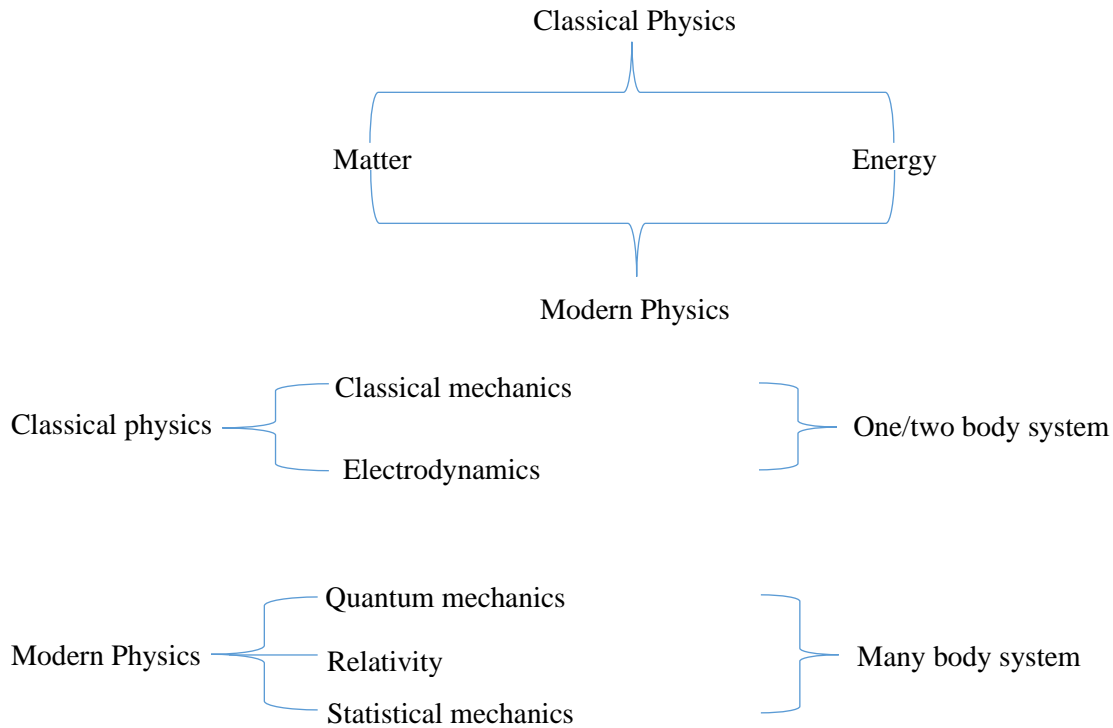 Classical Physics
Matter
Energy
Modern Physics
Classical mechanics
Classical physics
One/two body system
Electrodynamics
Quantum mechanics
Modern Physics
Relativity
Many body system
Statistical mechanics